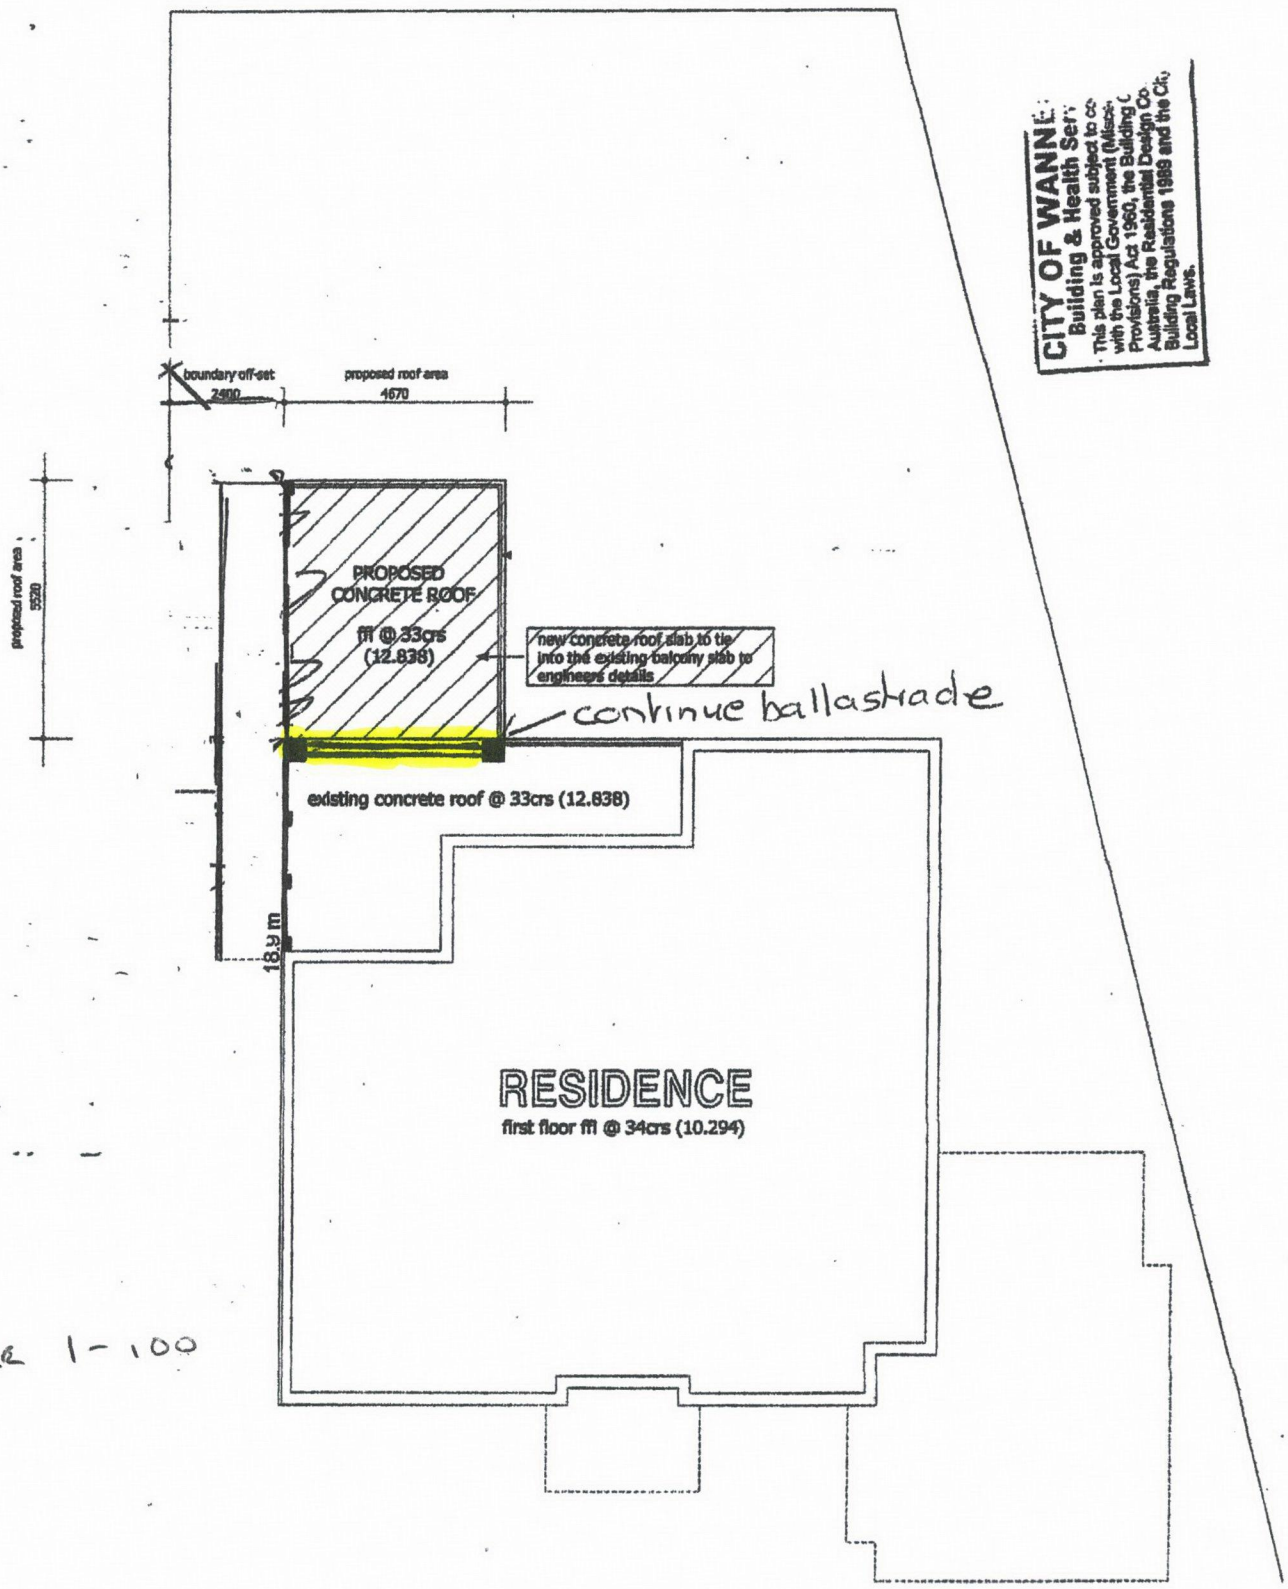 CITY OF WANNE
Building & Health Ser
This plan is approved subject to co
with the Local Government (Misce
Provisions) Act 1960, the Building C
Australia, the Residential Design Co
Building Regulations 1989 and the City
Local Laws.
boundary off-set
2400
proposed roof area
4670
proposed roof area
5520
PROPOSED
CONCRETE ROOF
ffl @ 33crs
(12.838)
new concrete roof slab to tie
into the existing balcony slab to
engineers details
continue ballastrade
existing concrete roof @ 33crs (12.838)
18.9 m
RESIDENCE
first floor ffl @ 34crs (10.294)
1-100